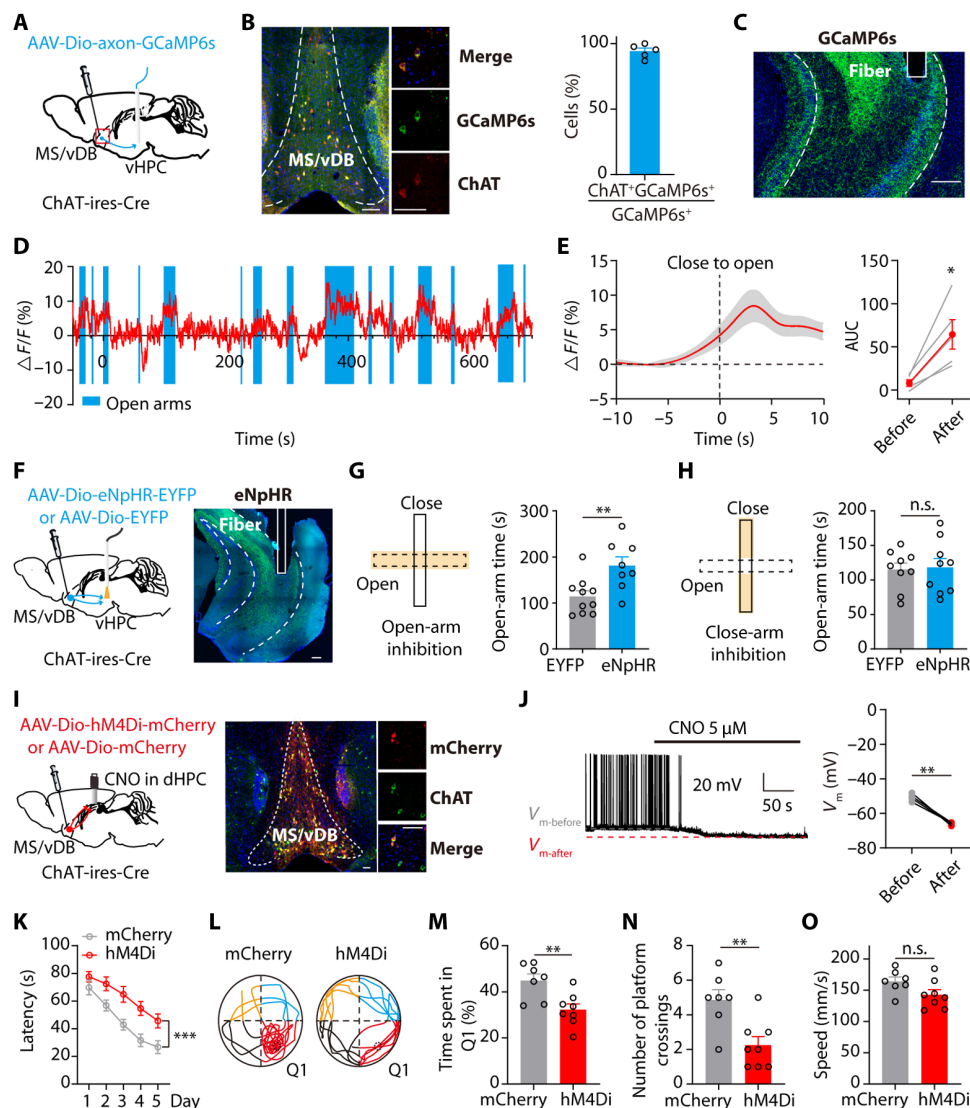 A
AAV-Dio-axon-GCaMP6s
MS/vDB
vHPC
ChAT-ires-Cre
B
MS/vDB
Merge
GCaMP6s
ChAT
Cells (%)
100
50
0
ChAT+GCaMP6s+
GCaMP6s+
C
GCaMP6s
Fiber
D
△F/F (%)
20
10
0
−10
−20
0
200
400
600
Open arms
Time (s)
E
△F/F (%)
15
10
5
0
−5
Close to open
−10
−5
0
5
10
Time (s)
AUC
150
100
50
0
*
Before
After
F
AAV-Dio-eNpHR-EYFP
or AAV-Dio-EYFP
MS/vDB
vHPC
ChAT-ires-Cre
eNpHR
Fiber
G
Close
Open
Open-arm
inhibition
Open-arm time (s)
300
200
100
0
**
EYFP
eNpHR
H
Close
Open
Close-arm
inhibition
Open-arm time (s)
200
150
100
50
0
n.s.
EYFP
eNpHR
I
AAV-Dio-hM4Di-mCherry
or AAV-Dio-mCherry
CNO in dHPC
MS/vDB
ChAT-ires-Cre
MS/vDB
mCherry
ChAT
Merge
J
CNO 5 μM
20 mV
50 s
Vm-before
Vm-after
Vm (mV)
0
−20
−40
−60
−80
**
Before
After
K
mCherry
hM4Di
Latency (s)
100
80
60
40
20
0
***
1 2 3 4 5 Day
L
mCherry
hM4Di
Q1
Q1
M
Time spent in
Q1 (%)
60
40
20
0
**
mCherry
hM4Di
N
Number of platform
crossings
8
6
4
2
0
**
mCherry
hM4Di
O
Speed (mm/s)
200
150
100
50
0
n.s.
mCherry
hM4Di